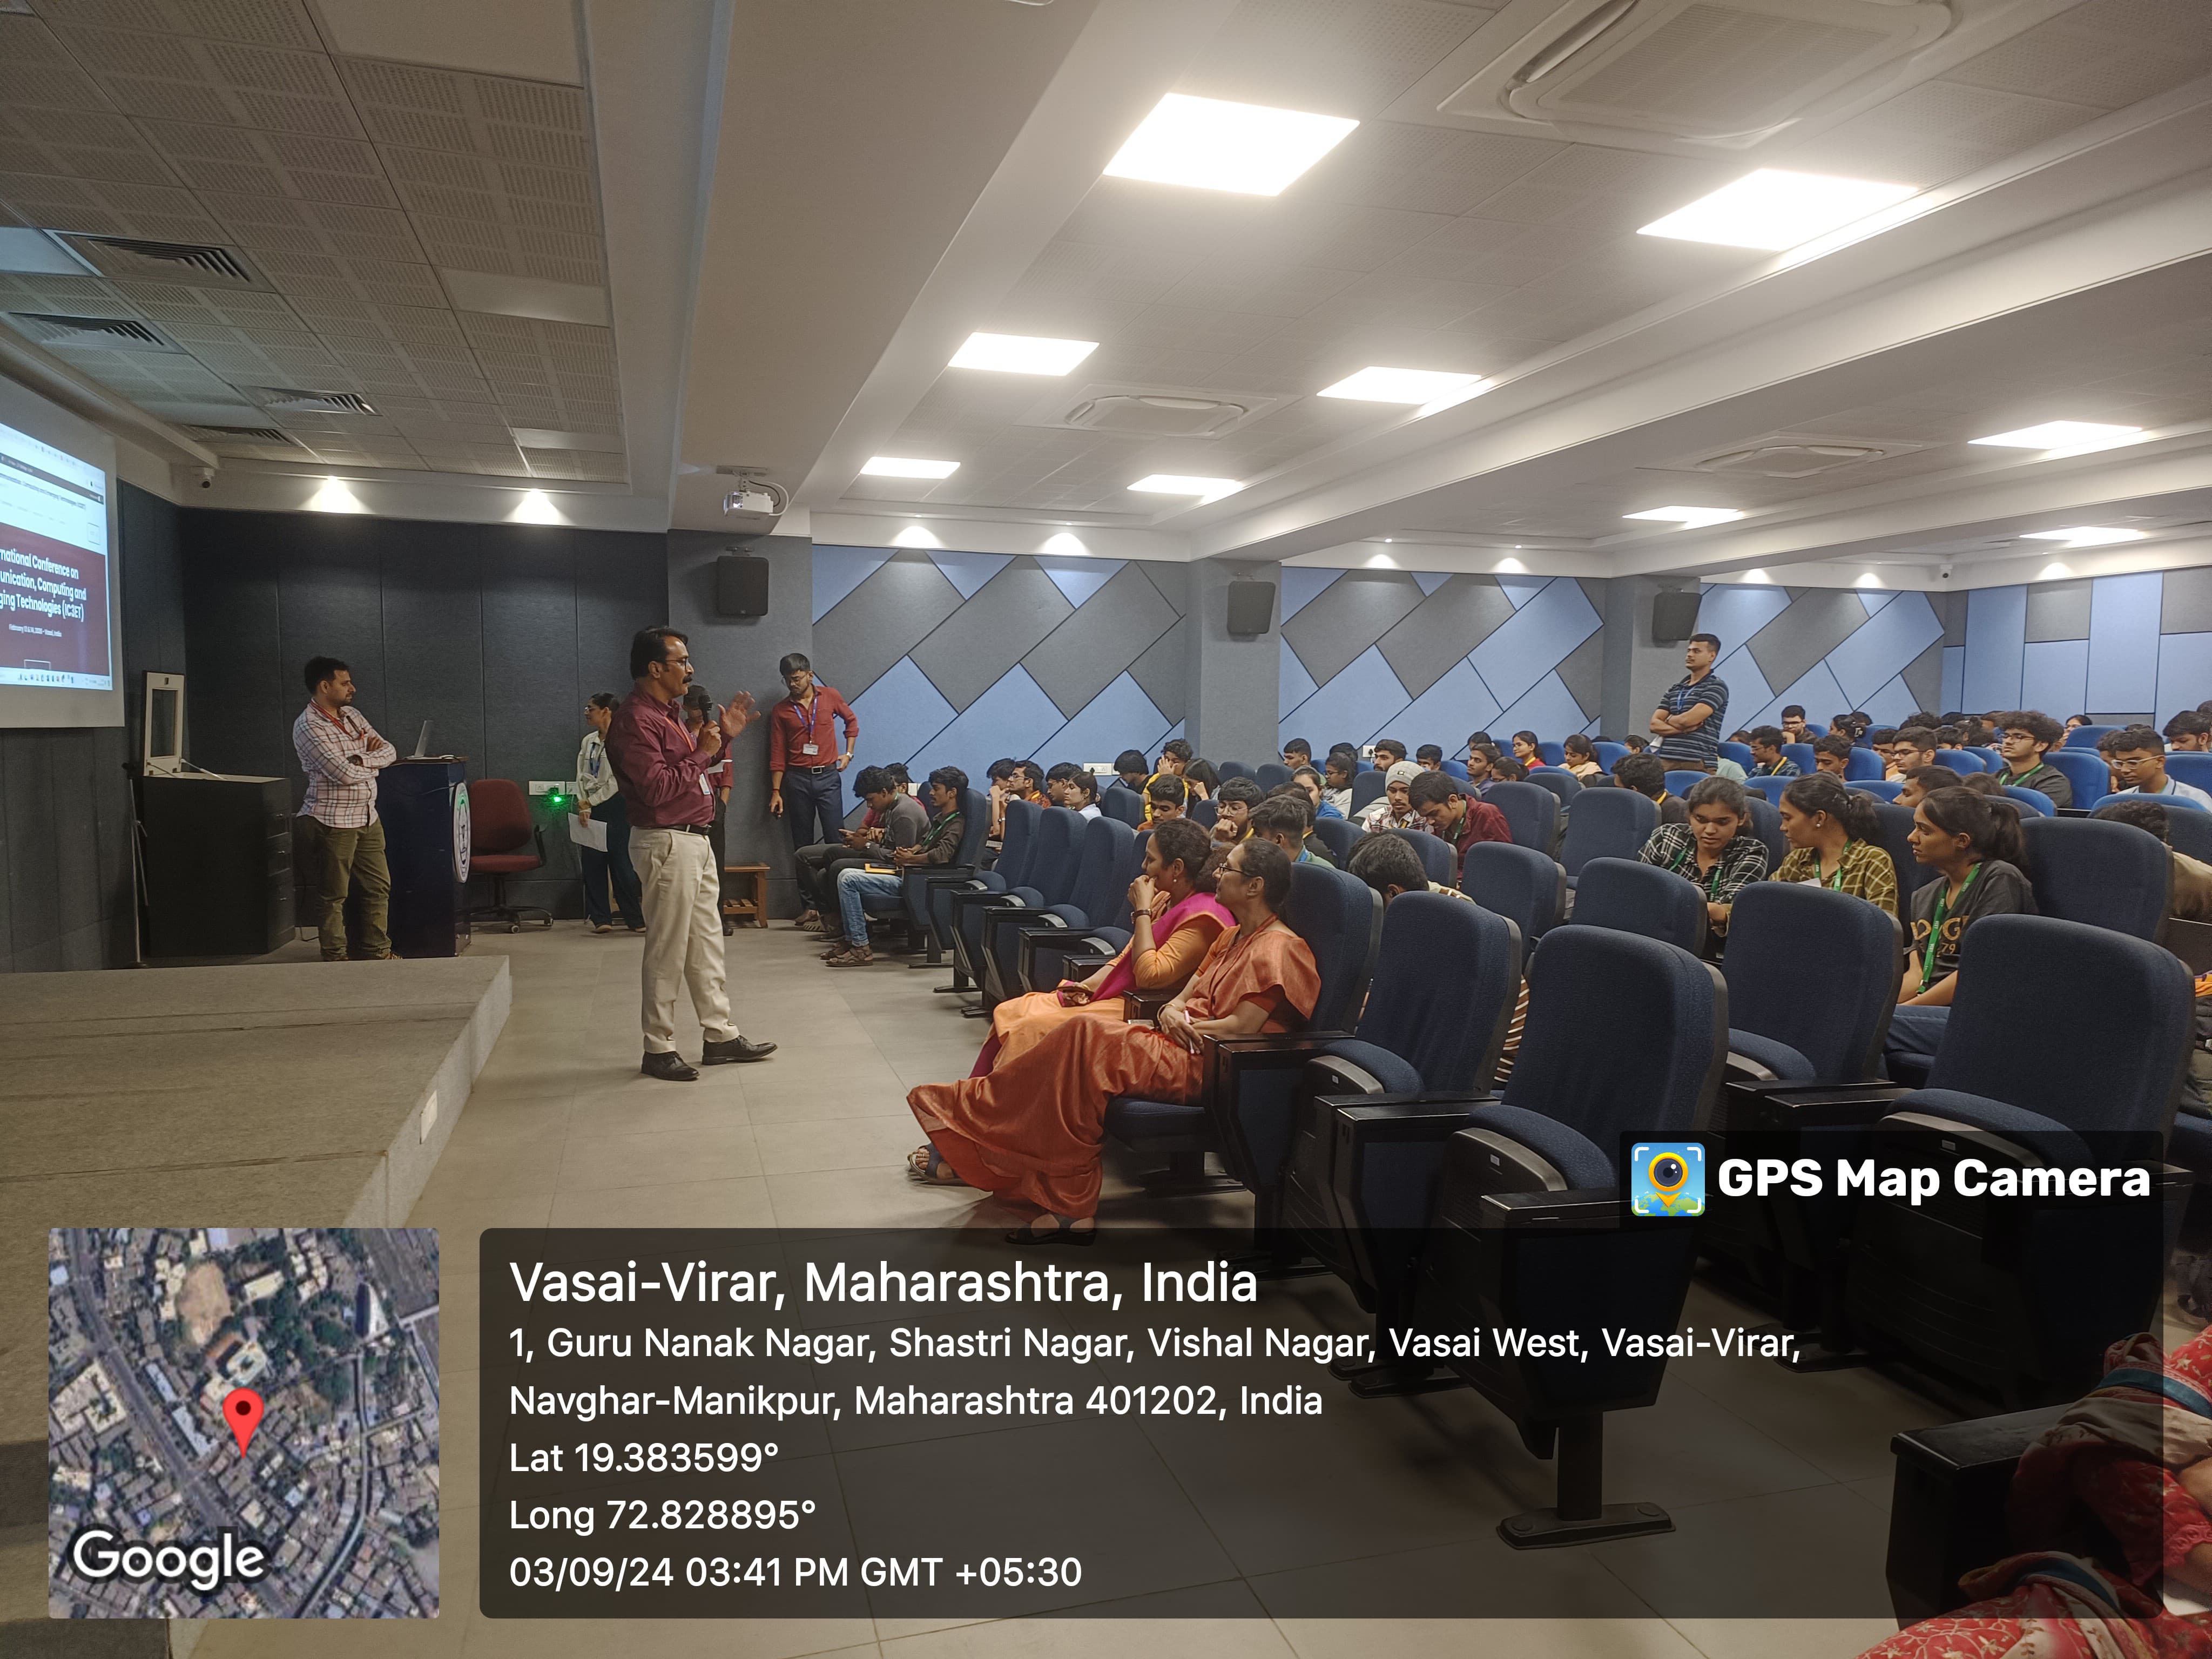 rnational Conference on
unication, Computing and
ging Technologies (IC3ET)
GPS Map Camera
Google
Vasai-Virar, Maharashtra, India
1, Guru Nanak Nagar, Shastri Nagar, Vishal Nagar, Vasai West, Vasai-Virar,
Navghar-Manikpur, Maharashtra 401202, India
Lat 19.383599°
Long 72.828895°
03/09/24 03:41 PM GMT +05:30